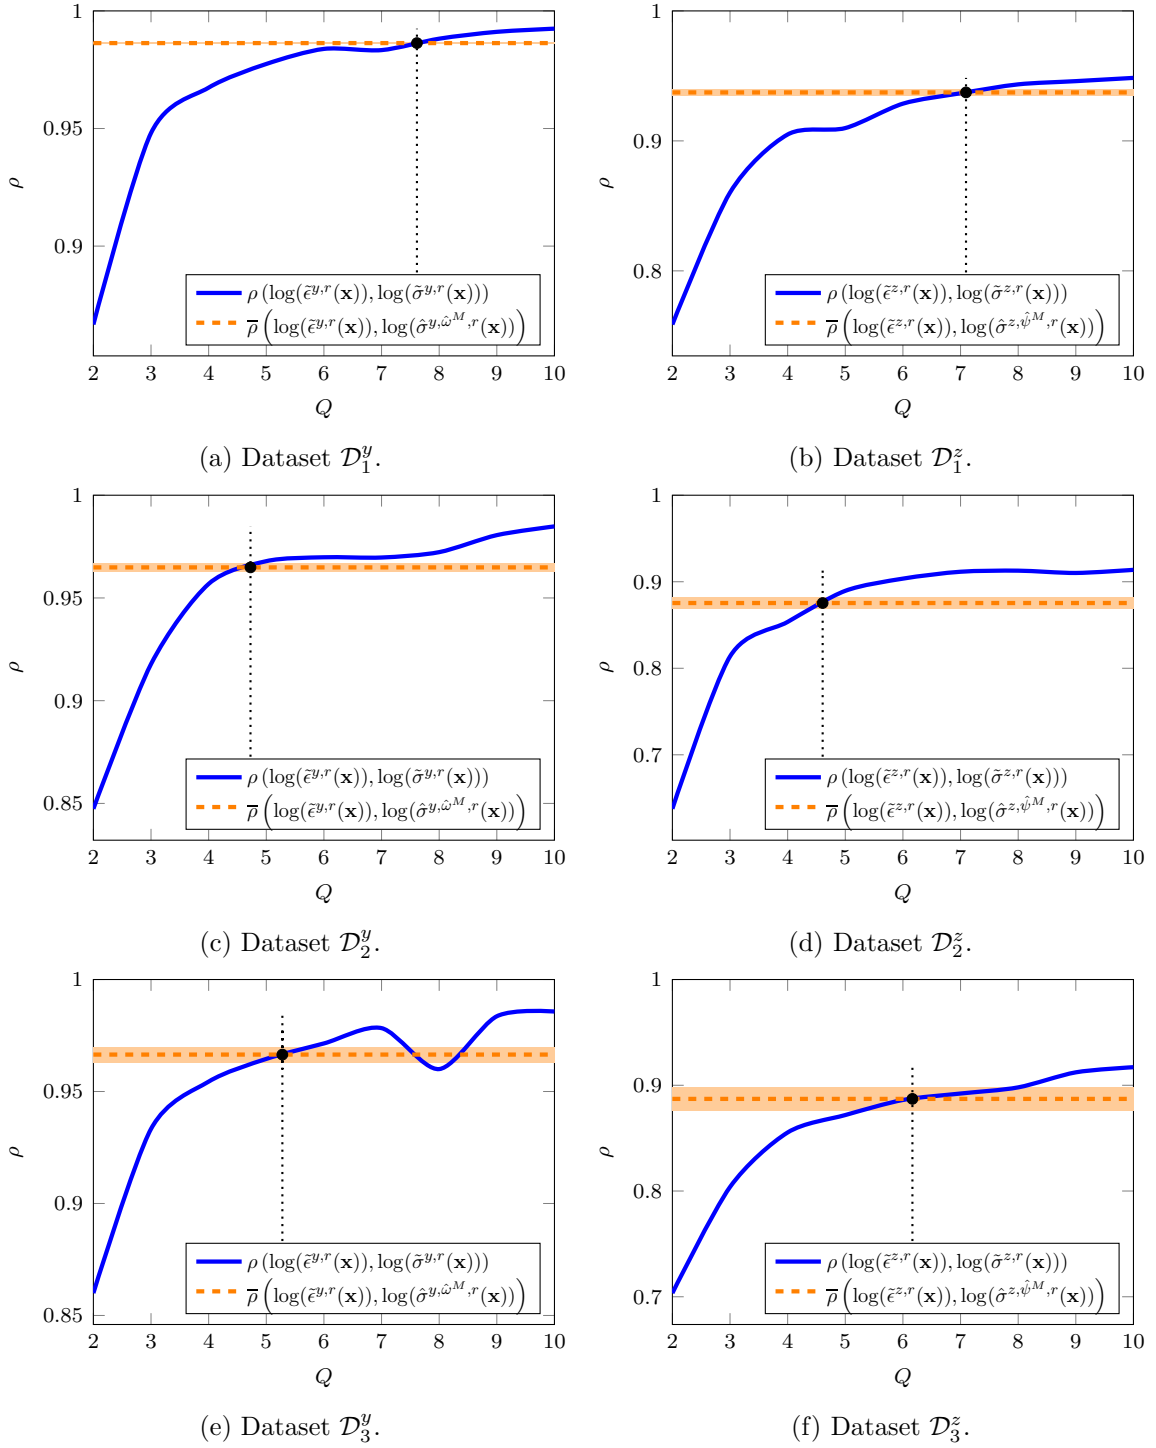 1
0.95
0.9
ρ
2 3 4 5 6 7 8 9 10
Q
ρ (log(ϵ̃^{y,r}(𝐱)), log(σ̃^{y,r}(𝐱)))
ρ̅ (log(ϵ̃^{y,r}(𝐱)), log(σ̂^{y,ω̂^M,r}(𝐱)))
(a) Dataset 𝒟₁^y.
1
0.9
0.8
ρ
2 3 4 5 6 7 8 9 10
Q
ρ (log(ϵ̃^{z,r}(𝐱)), log(σ̃^{z,r}(𝐱)))
ρ̅ (log(ϵ̃^{z,r}(𝐱)), log(σ̂^{z,ψ̂^M,r}(𝐱)))
(b) Dataset 𝒟₁^z.
1
0.95
0.9
0.85
ρ
2 3 4 5 6 7 8 9 10
Q
ρ (log(ϵ̃^{y,r}(𝐱)), log(σ̃^{y,r}(𝐱)))
ρ̅ (log(ϵ̃^{y,r}(𝐱)), log(σ̂^{y,ω̂^M,r}(𝐱)))
(c) Dataset 𝒟₂^y.
1
0.9
0.8
0.7
ρ
2 3 4 5 6 7 8 9 10
Q
ρ (log(ϵ̃^{z,r}(𝐱)), log(σ̃^{z,r}(𝐱)))
ρ̅ (log(ϵ̃^{z,r}(𝐱)), log(σ̂^{z,ψ̂^M,r}(𝐱)))
(d) Dataset 𝒟₂^z.
1
0.95
0.9
0.85
ρ
2 3 4 5 6 7 8 9 10
Q
ρ (log(ϵ̃^{y,r}(𝐱)), log(σ̃^{y,r}(𝐱)))
ρ̅ (log(ϵ̃^{y,r}(𝐱)), log(σ̂^{y,ω̂^M,r}(𝐱)))
(e) Dataset 𝒟₃^y.
1
0.9
0.8
0.7
ρ
2 3 4 5 6 7 8 9 10
Q
ρ (log(ϵ̃^{z,r}(𝐱)), log(σ̃^{z,r}(𝐱)))
ρ̅ (log(ϵ̃^{z,r}(𝐱)), log(σ̂^{z,ψ̂^M,r}(𝐱)))
(f) Dataset 𝒟₃^z.